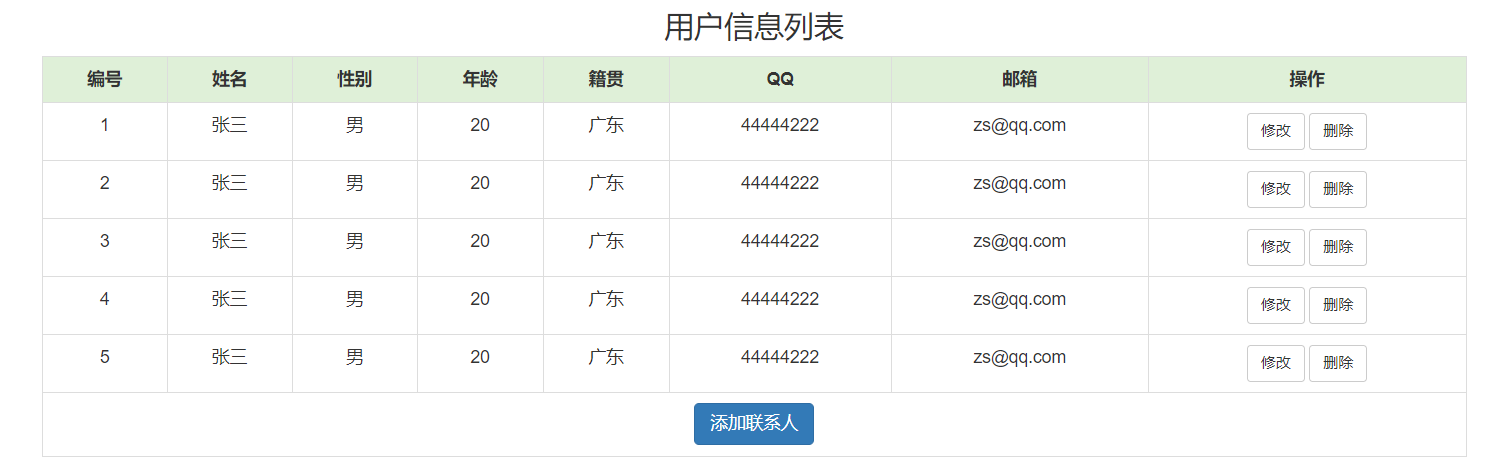 用户信息列表
编号 姓名 性别 年龄 籍贯 QQ 邮箱 操作
1 张三 男 20 广东 44444222 zs@qq.com 修改 删除
2 张三 男 20 广东 44444222 zs@qq.com 修改 删除
3 张三 男 20 广东 44444222 zs@qq.com 修改 删除
4 张三 男 20 广东 44444222 zs@qq.com 修改 删除
5 张三 男 20 广东 44444222 zs@qq.com 修改 删除
添加联系人